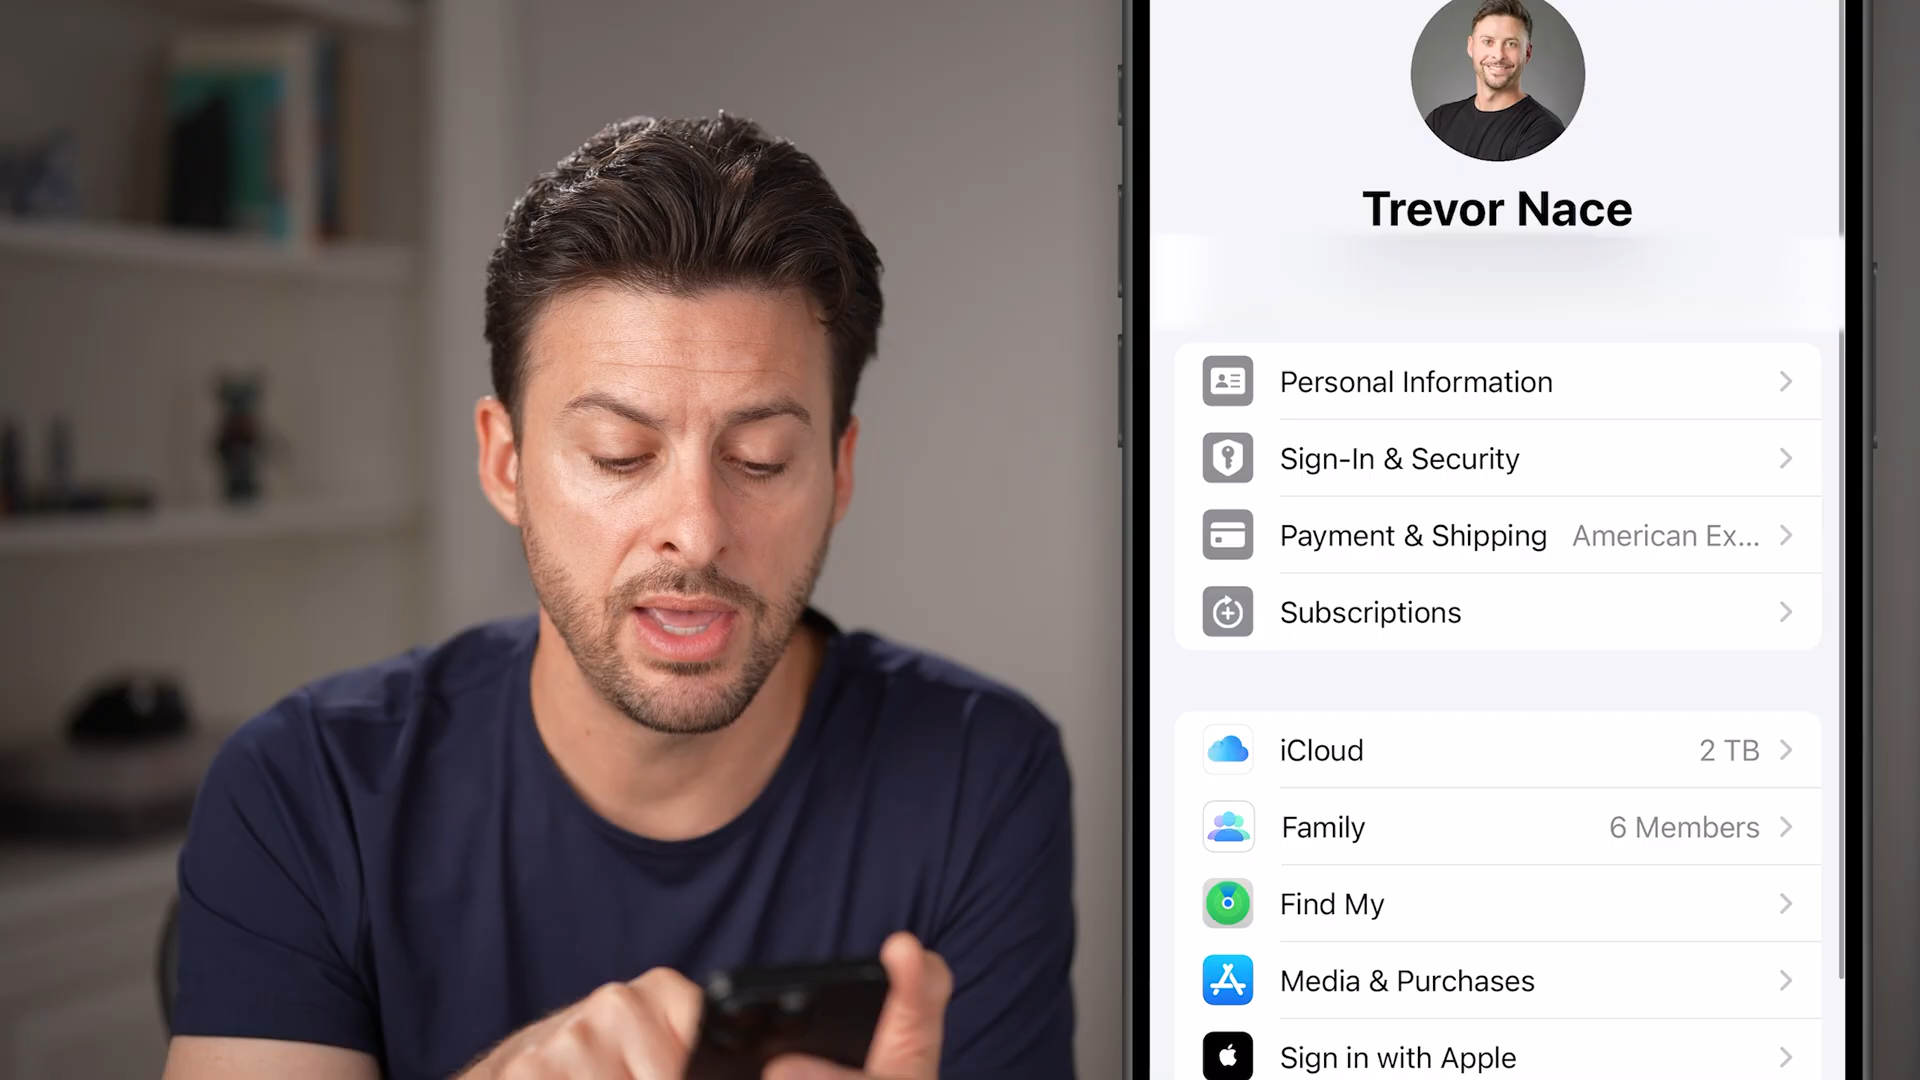 Trevor Nace
Personal Information
Sign-In & Security
Payment & Shipping American Ex...
Subscriptions
iCloud 2 TB
Family 6 Members
Find My
Media & Purchases
Sign in with Apple